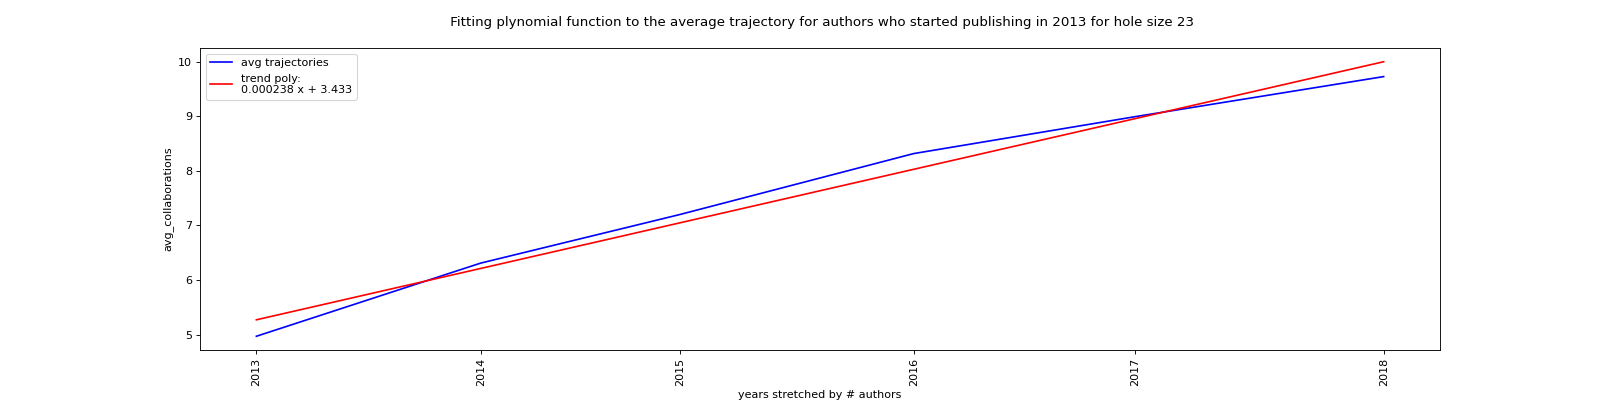 Fitting plynomial function to the average trajectory for authors who started publishing in 2013 for hole size 23
avg trajectories
trend poly:
0.000238 x + 3.433
10
9
8
7
6
5
avg_collaborations
2013
2014
2015
2016
2017
2018
years stretched by # authors